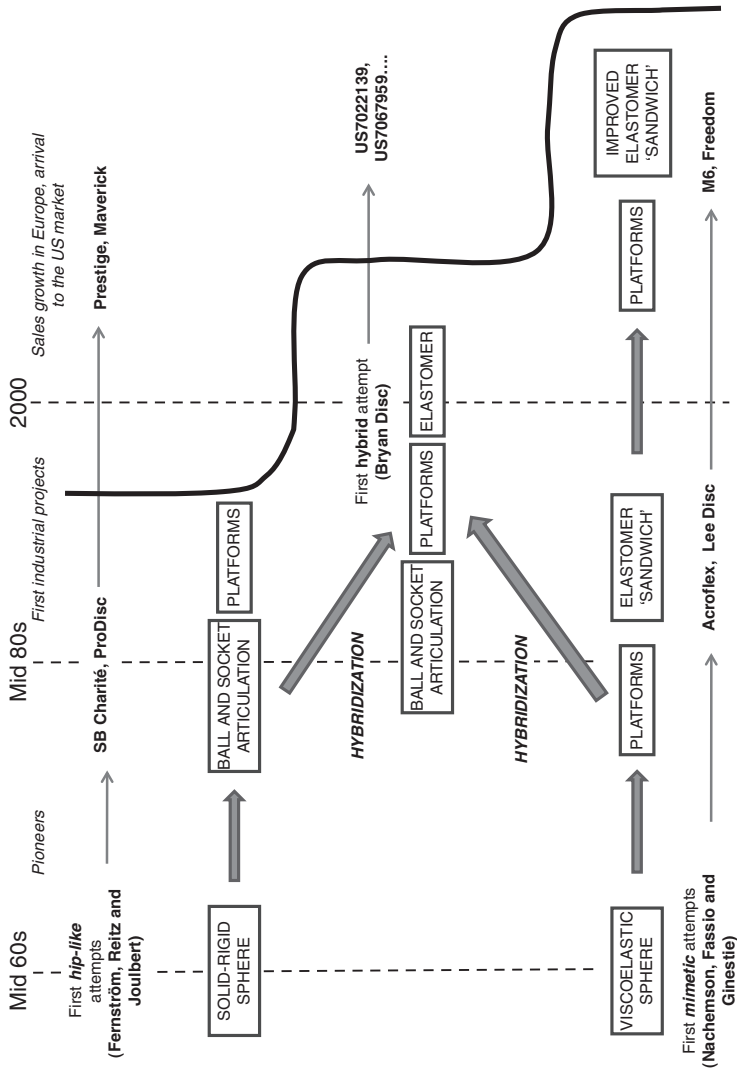 Mid 60s
Mid 80s
2000
Pioneers
First industrial projects
Sales growth in Europe, arrival
to the US market
First hip-like
attempts
(Fernström, Reitz and
Joulbert)
SB Charité, ProDisc
Prestige, Maverick
SOLID-RIGID
SPHERE
BALL AND SOCKET
ARTICULATION
PLATFORMS
HYBRIDIZATION
First hybrid attempt
(Bryan Disc)
US7022139,
US7067959....
BALL AND SOCKET
ARTICULATION
PLATFORMS
ELASTOMER
HYBRIDIZATION
VISCOELASTIC
SPHERE
PLATFORMS
ELASTOMER
'SANDWICH'
PLATFORMS
IMPROVED
ELASTOMER
'SANDWICH'
First mimetic attempts
(Nachemson, Fassio and
Ginestie)
Acroflex, Lee Disc
M6, Freedom